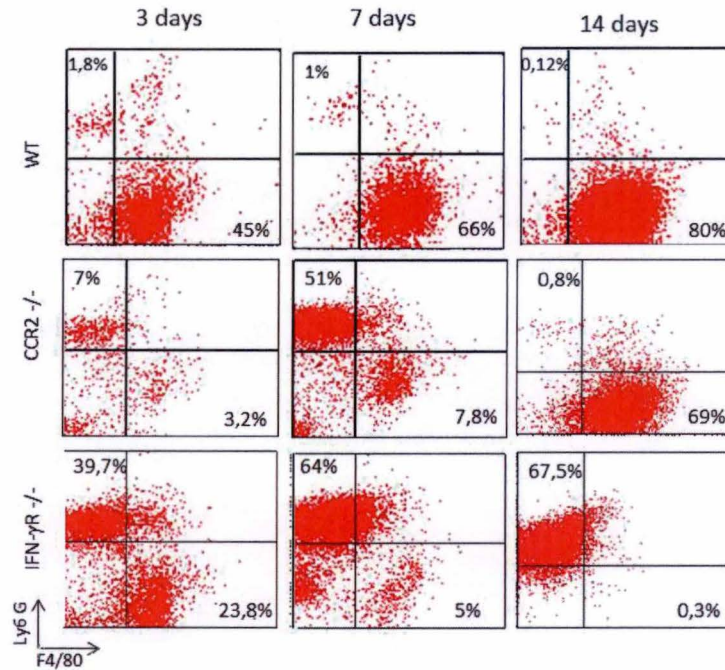 3 days 7 days 14 days
WT
1,8% 1% 0,12%
45% 66% 80%
CCR2 -/-
7% 51% 0,8%
3,2% 7,8% 69%
IFN-γR -/-
39,7% 64% 67,5%
23,8% 5% 0,3%
Ly6 G
F4/80